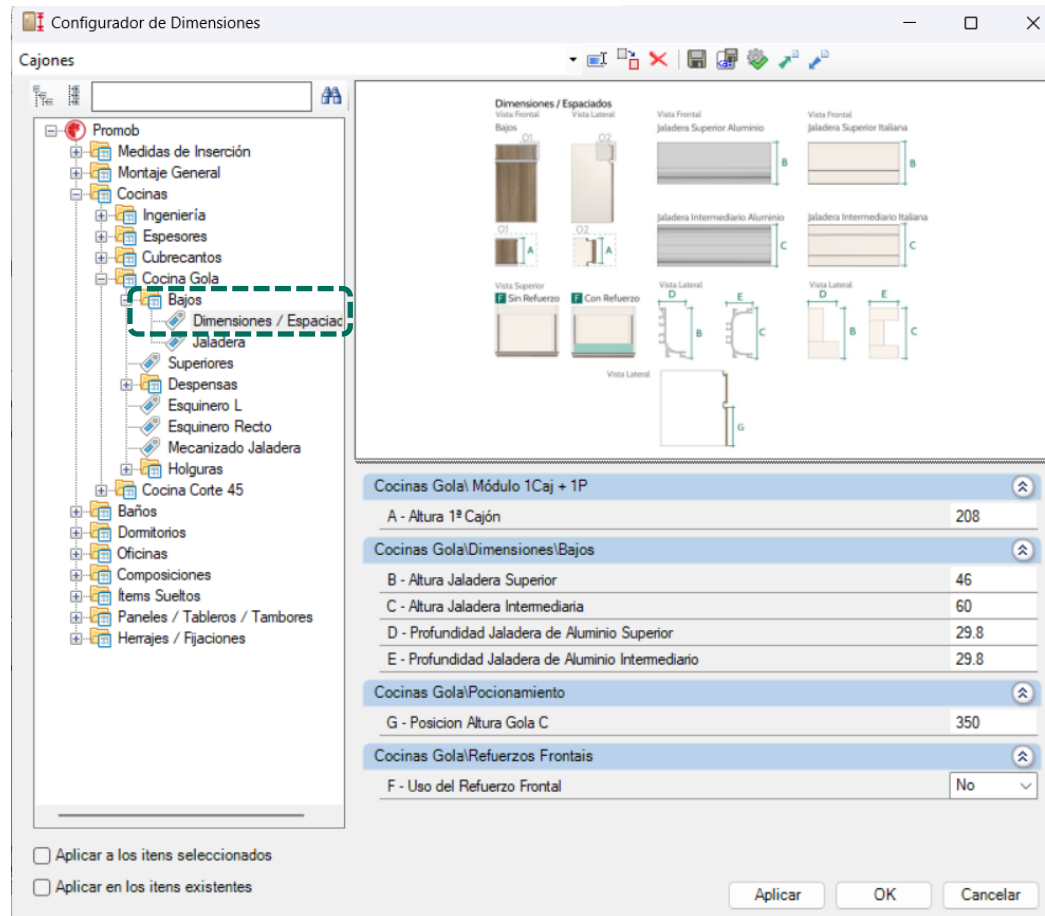 Configurador de Dimensiones
Cajones
Promob
Medidas de Inserción
Montaje General
Cocinas
Ingeniería
Espesores
Cubrecantos
Cocina Gola
Bajos
Dimensiones / Espaciad
Jaladera
Superiores
Despensas
Esquinero L
Esquinero Recto
Mecanizado Jaladera
Holguras
Cocina Corte 45
Baños
Dormitorios
Oficinas
Composiciones
Ítems Sueltos
Paneles / Tableros / Tambores
Herrajes / Fijaciones
Dimensiones / Espaciados
Vista Frontal Vista Lateral Vista Frontal Vista Frontal
Bajos Jaladera Superior Aluminio Jaladera Superior Italiana
01 02 B B
Jaladera Intermediario Aluminio Jaladera Intermediario Italiana
01 02
A A C C
Vista Superior Vista Lateral Vista Lateral
F Sin Refuerzo F Con Refuerzo D E D E
B C B C
Vista Lateral
G
Cocinas Gola\ Módulo 1Caj + 1P
A - Altura 1ª Cajón 208
Cocinas Gola\Dimensiones\Bajos
B - Altura Jaladera Superior 46
C - Altura Jaladera Intermediaria 60
D - Profundidad Jaladera de Aluminio Superior 29.8
E - Profundidad Jaladera de Aluminio Intermediario 29.8
Cocinas Gola\Pocionamiento
G - Posicion Altura Gola C 350
Cocinas Gola\Refuerzos Frontais
F - Uso del Refuerzo Frontal No
Aplicar a los itens seleccionados
Aplicar en los itens existentes
Aplicar OK Cancelar